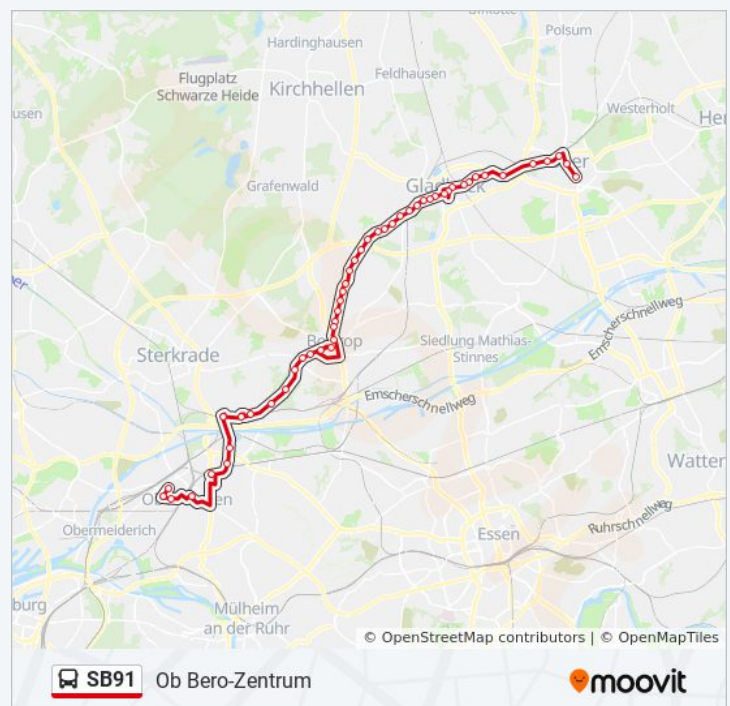 Polsum
Hardinghausen
Feldhausen
Flugplatz
Schwarze Heide
Kirchhellen
Westerholt
Grafenwald
Sterkrade
Siedlung Mathias-
Stinnes
Emscherschnellweg
Emscherschnellweg
Obermeiderich
Essen
Ruhrschnellweg
Mülheim
an der Ruhr
© OpenStreetMap contributors | © OpenMapTiles
SB91 Ob Bero-Zentrum
moovit